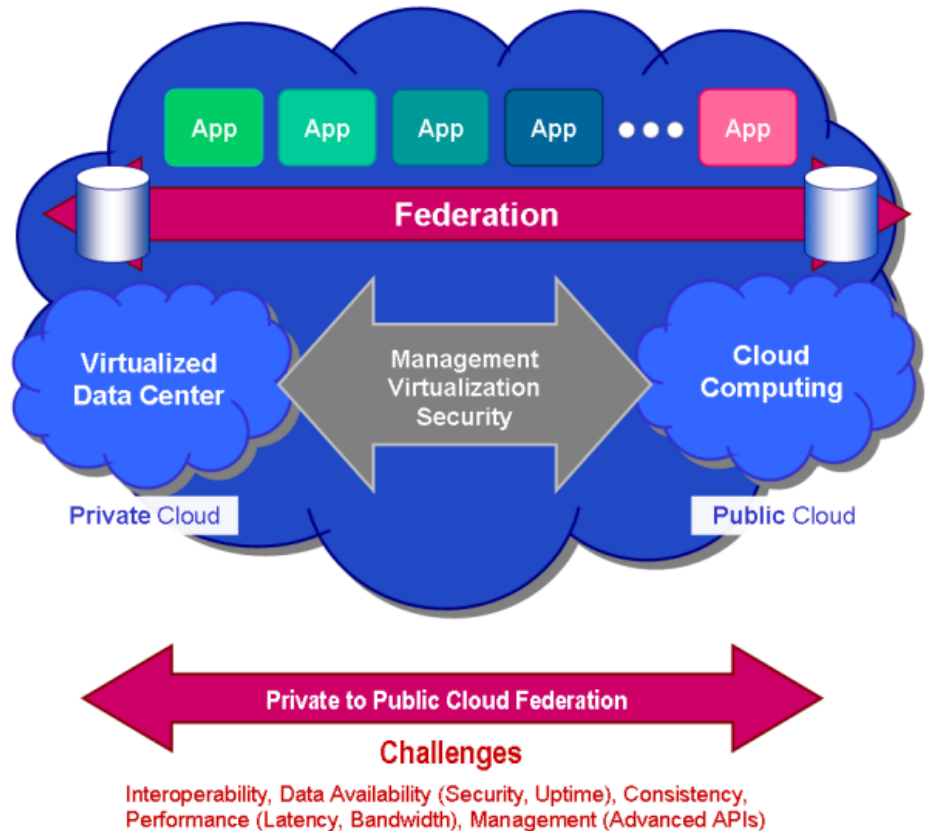 App App App App App
Federation
Virtualized
Data Center
Management
Virtualization
Security
Cloud
Computing
Private Cloud
Public Cloud
Private to Public Cloud Federation
Challenges
Interoperability, Data Availability (Security, Uptime), Consistency,
Performance (Latency, Bandwidth), Management (Advanced APIs)